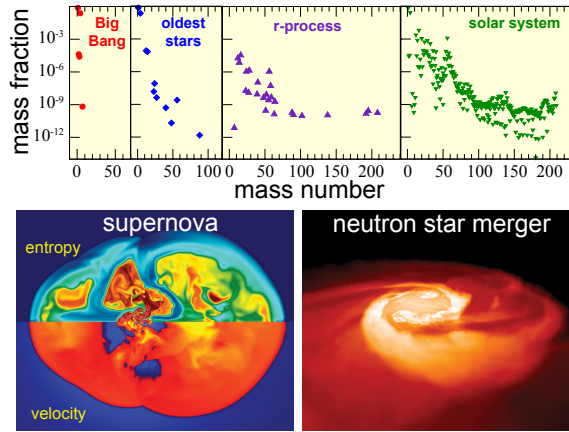 Big
Bang
oldest
stars
r-process
solar system
mass fraction
10-3
10-6
10-9
10-12
0 50
0 50 100
0 50 100 150 200
0 50 100 150 200
mass number
supernova
neutron star merger
entropy
velocity